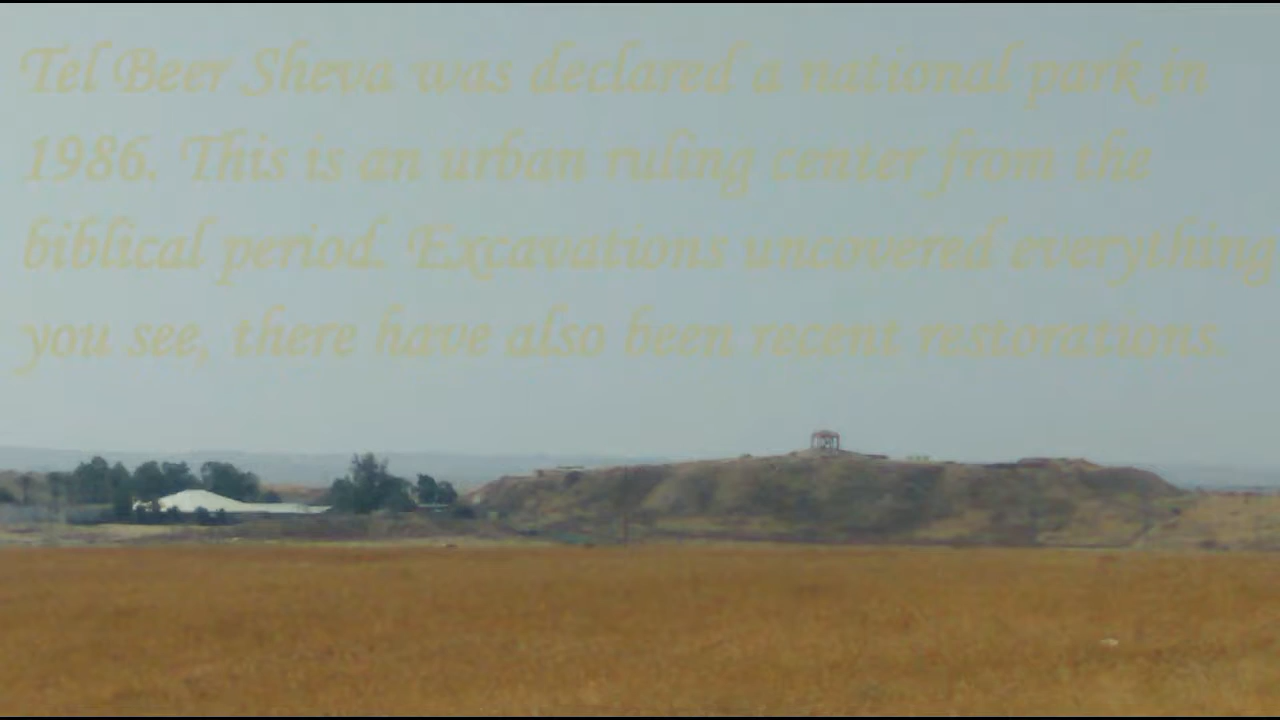 Tel Beer Sheva was declared a national park in
1986. This is an urban ruling center from the
biblical period. Excavations uncovered everything
you see, there have also been recent restorations.